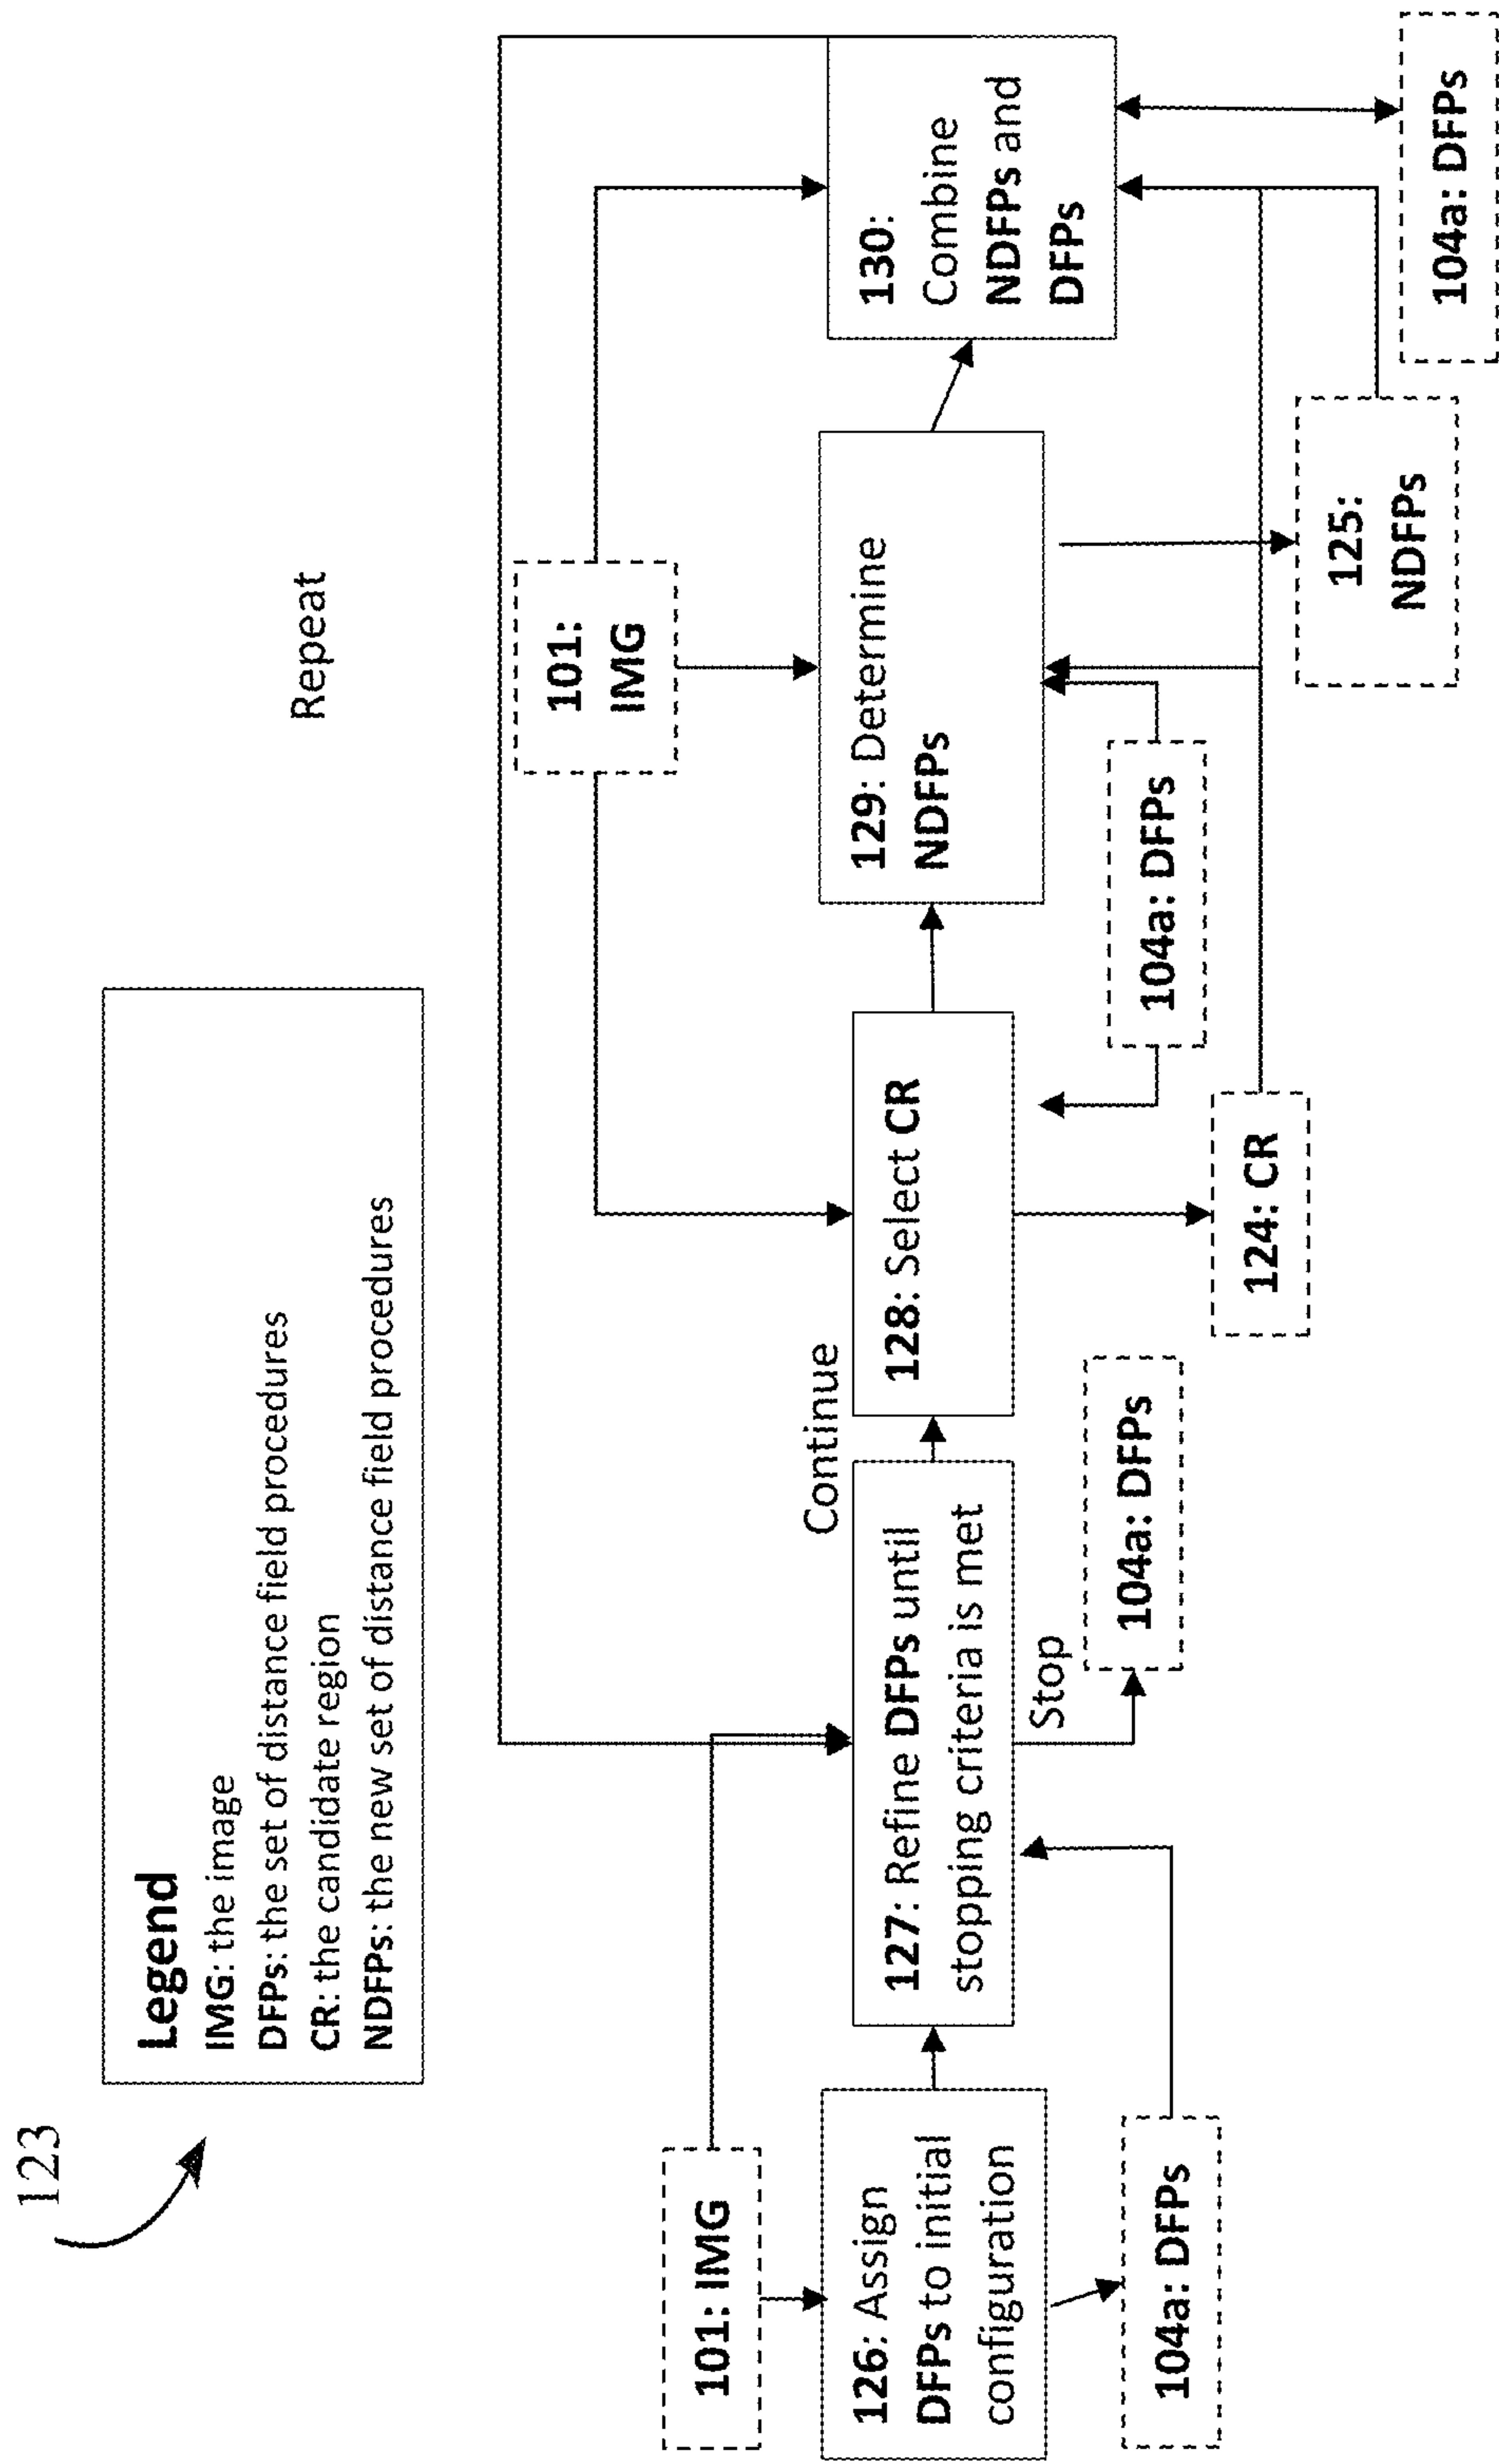 123
Legend
IMG: the image
DFPs: the set of distance field procedures
CR: the candidate region
NDFPs: the new set of distance field procedures
Repeat
101: IMG
101:
IMG
126: Assign
DFPs to initial
configuration
127: Refine DFPs until
stopping criteria is met
Continue
128: Select CR
129: Determine
NDFPs
130:
Combine
NDFPs and
DFPs
Stop
104a: DFPs
104a: DFPs
104a: DFPs
124: CR
125:
NDFPs
104a: DFPs